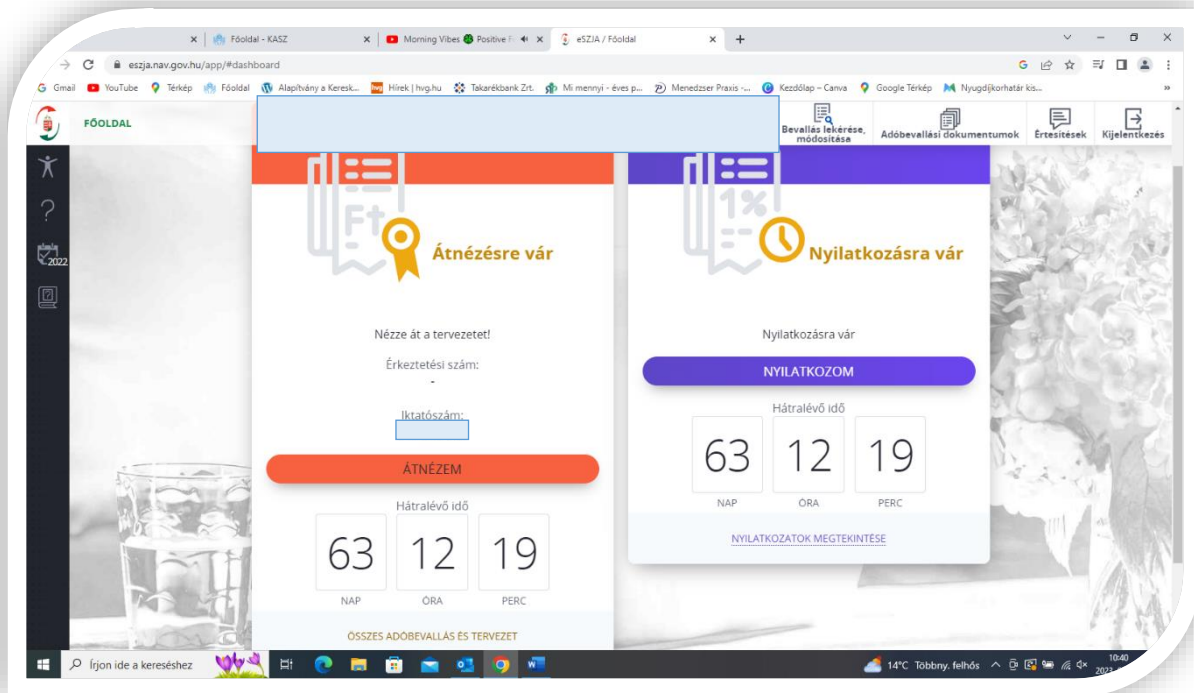 Főoldal - KASZ
Morning Vibes
eSZJA / Főoldal
eszja.nav.gov.hu/app/#dashboard
Gmail YouTube Térkép Főoldal Alapítvány a Keresk... Hírek | hvg.hu Takarékbank Zrt. Mi mennyi - éves p... Menedzser Praxis -... Kezdőlap – Canva Google Térkép Nyugdíjkorhatár kis...
FŐOLDAL
Bevallás lekérése,
módosítása
Adóbevallási dokumentumok
Értesítések
Kijelentkezés
2022
Ft
Átnézésre vár
Nézze át a tervezetet!
Érkeztetési szám:
-
Iktatószám:
ÁTNÉZEM
Hátralévő idő
63 12 19
NAP ÓRA PERC
ÖSSZES ADÓBEVALLÁS ÉS TERVEZET
1%
Nyilatkozásra vár
Nyilatkozásra vár
NYILATKOZOM
Hátralévő idő
63 12 19
NAP ÓRA PERC
NYILATKOZATOK MEGTEKINTÉSE
Írjon ide a kereséshez
14°C Többny. felhős
10:40